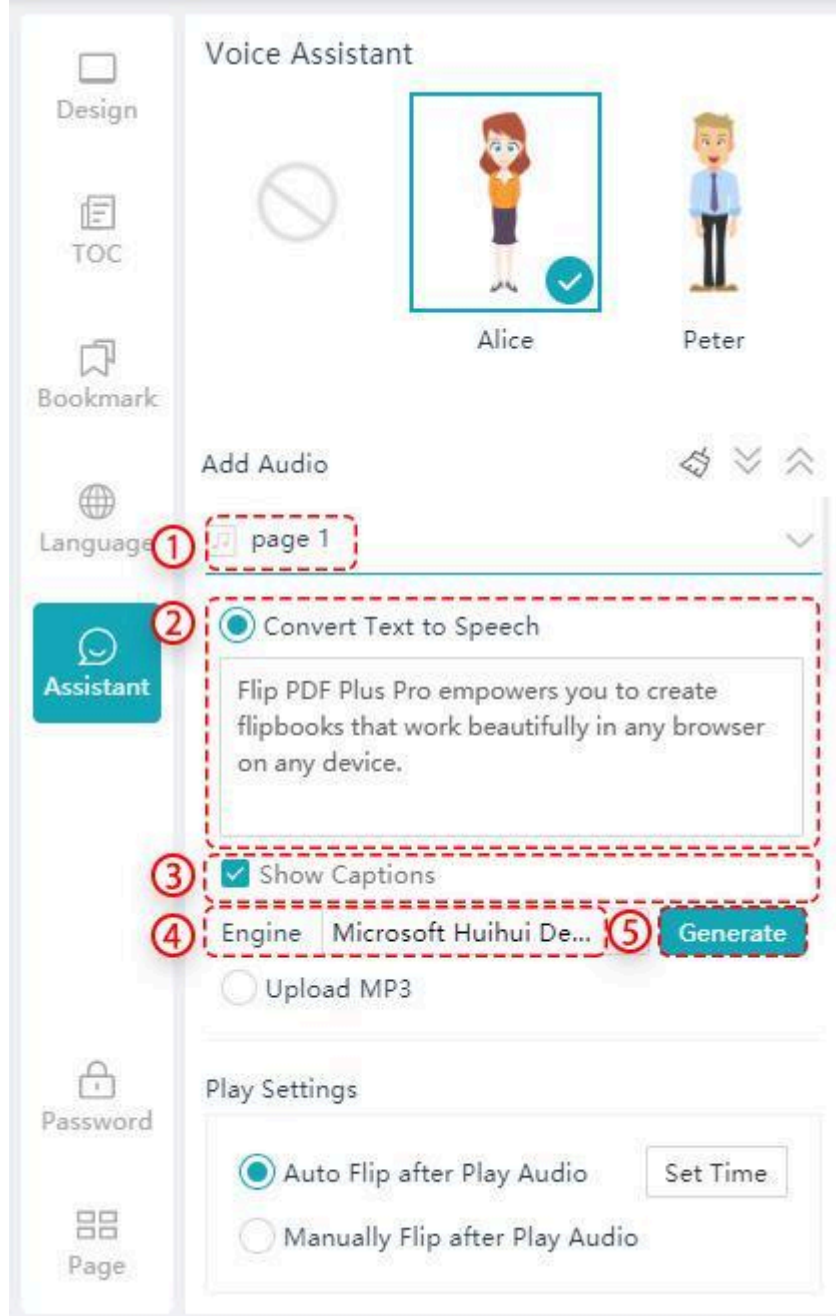 Design
TOC
Bookmark
Language
Assistant
Password
Page
Voice Assistant
Alice
Peter
Add Audio
① page 1
② Convert Text to Speech
Flip PDF Plus Pro empowers you to create
flipbooks that work beautifully in any browser
on any device.
③ Show Captions
④ Engine Microsoft Huihui De... ⑤ Generate
Upload MP3
Play Settings
Auto Flip after Play Audio Set Time
Manually Flip after Play Audio